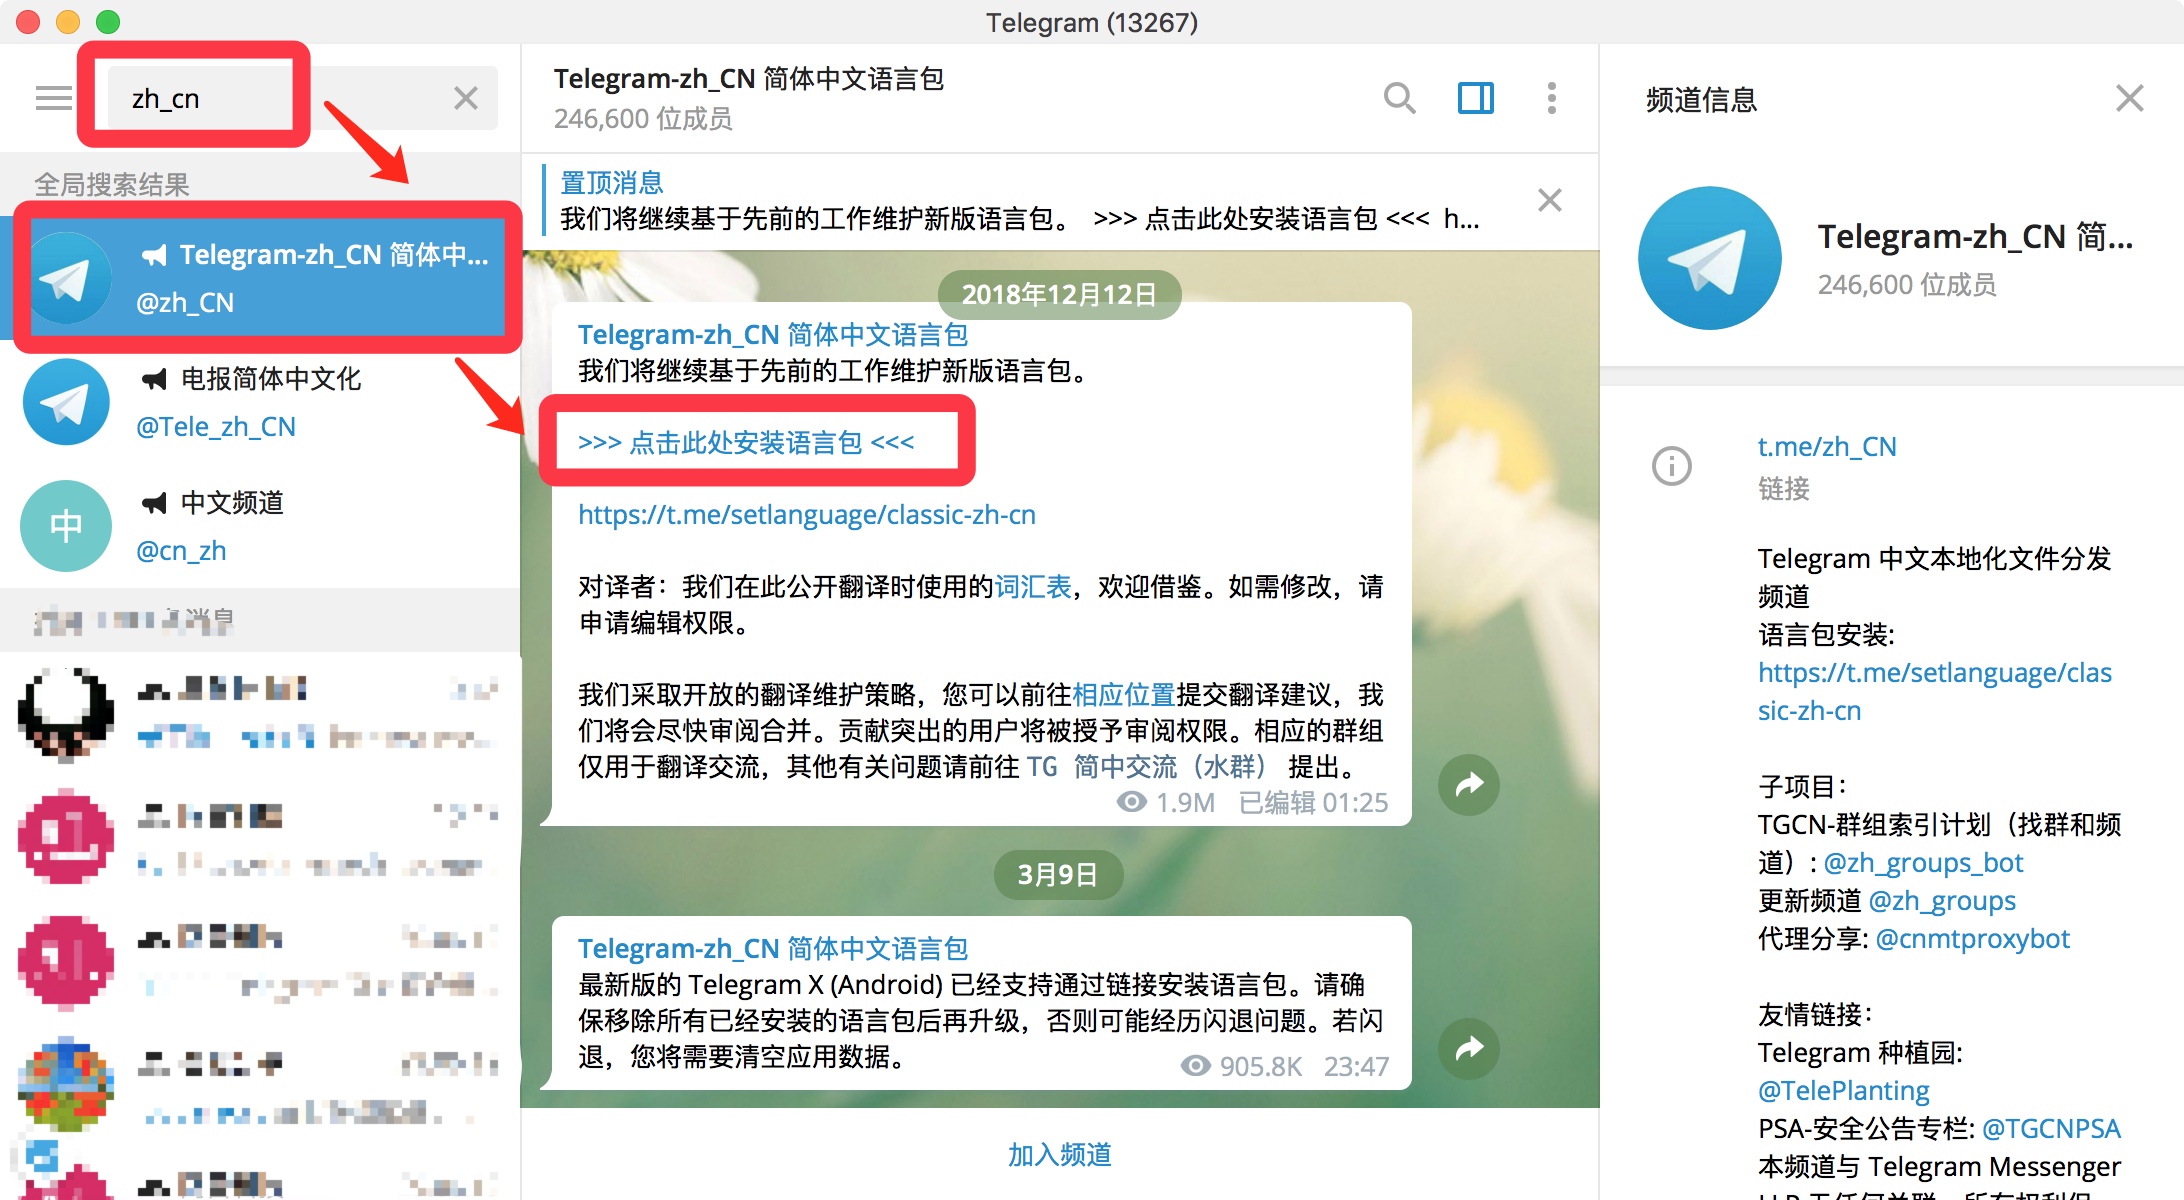 Telegram (13267)
zh_cn
全局搜索结果
Telegram-zh_CN 简体中...
@zh_CN
电报简体中文化
@Tele_zh_CN
中
中文频道
@cn_zh
消息
Telegram-zh_CN 简体中文语言包
246,600 位成员
置顶消息
我们将继续基于先前的工作维护新版语言包。 >>> 点击此处安装语言包 <<< h...
2018年12月12日
Telegram-zh_CN 简体中文语言包
我们将继续基于先前的工作维护新版语言包。
>>> 点击此处安装语言包 <<<
https://t.me/setlanguage/classic-zh-cn
对译者：我们在此公开翻译时使用的词汇表，欢迎借鉴。如需修改，请
申请编辑权限。
我们采取开放的翻译维护策略，您可以前往相应位置提交翻译建议，我
们将会尽快审阅合并。贡献突出的用户将被授予审阅权限。相应的群组
仅用于翻译交流，其他有关问题请前往 TG 简中交流（水群） 提出。
1.9M 已编辑 01:25
3月9日
Telegram-zh_CN 简体中文语言包
最新版的 Telegram X (Android) 已经支持通过链接安装语言包。请确
保移除所有已经安装的语言包后再升级，否则可能经历闪退问题。若闪
退，您将需要清空应用数据。
905.8K 23:47
加入频道
频道信息
Telegram-zh_CN 简...
246,600 位成员
t.me/zh_CN
链接
Telegram 中文本地化文件分发
频道
语言包安装:
https://t.me/setlanguage/clas
sic-zh-cn
子项目：
TGCN-群组索引计划（找群和频
道）：@zh_groups_bot
更新频道 @zh_groups
代理分享: @cnmtproxybot
友情链接：
Telegram 种植园:
@TelePlanting
PSA-安全公告专栏: @TGCNPSA
本频道与 Telegram Messenger